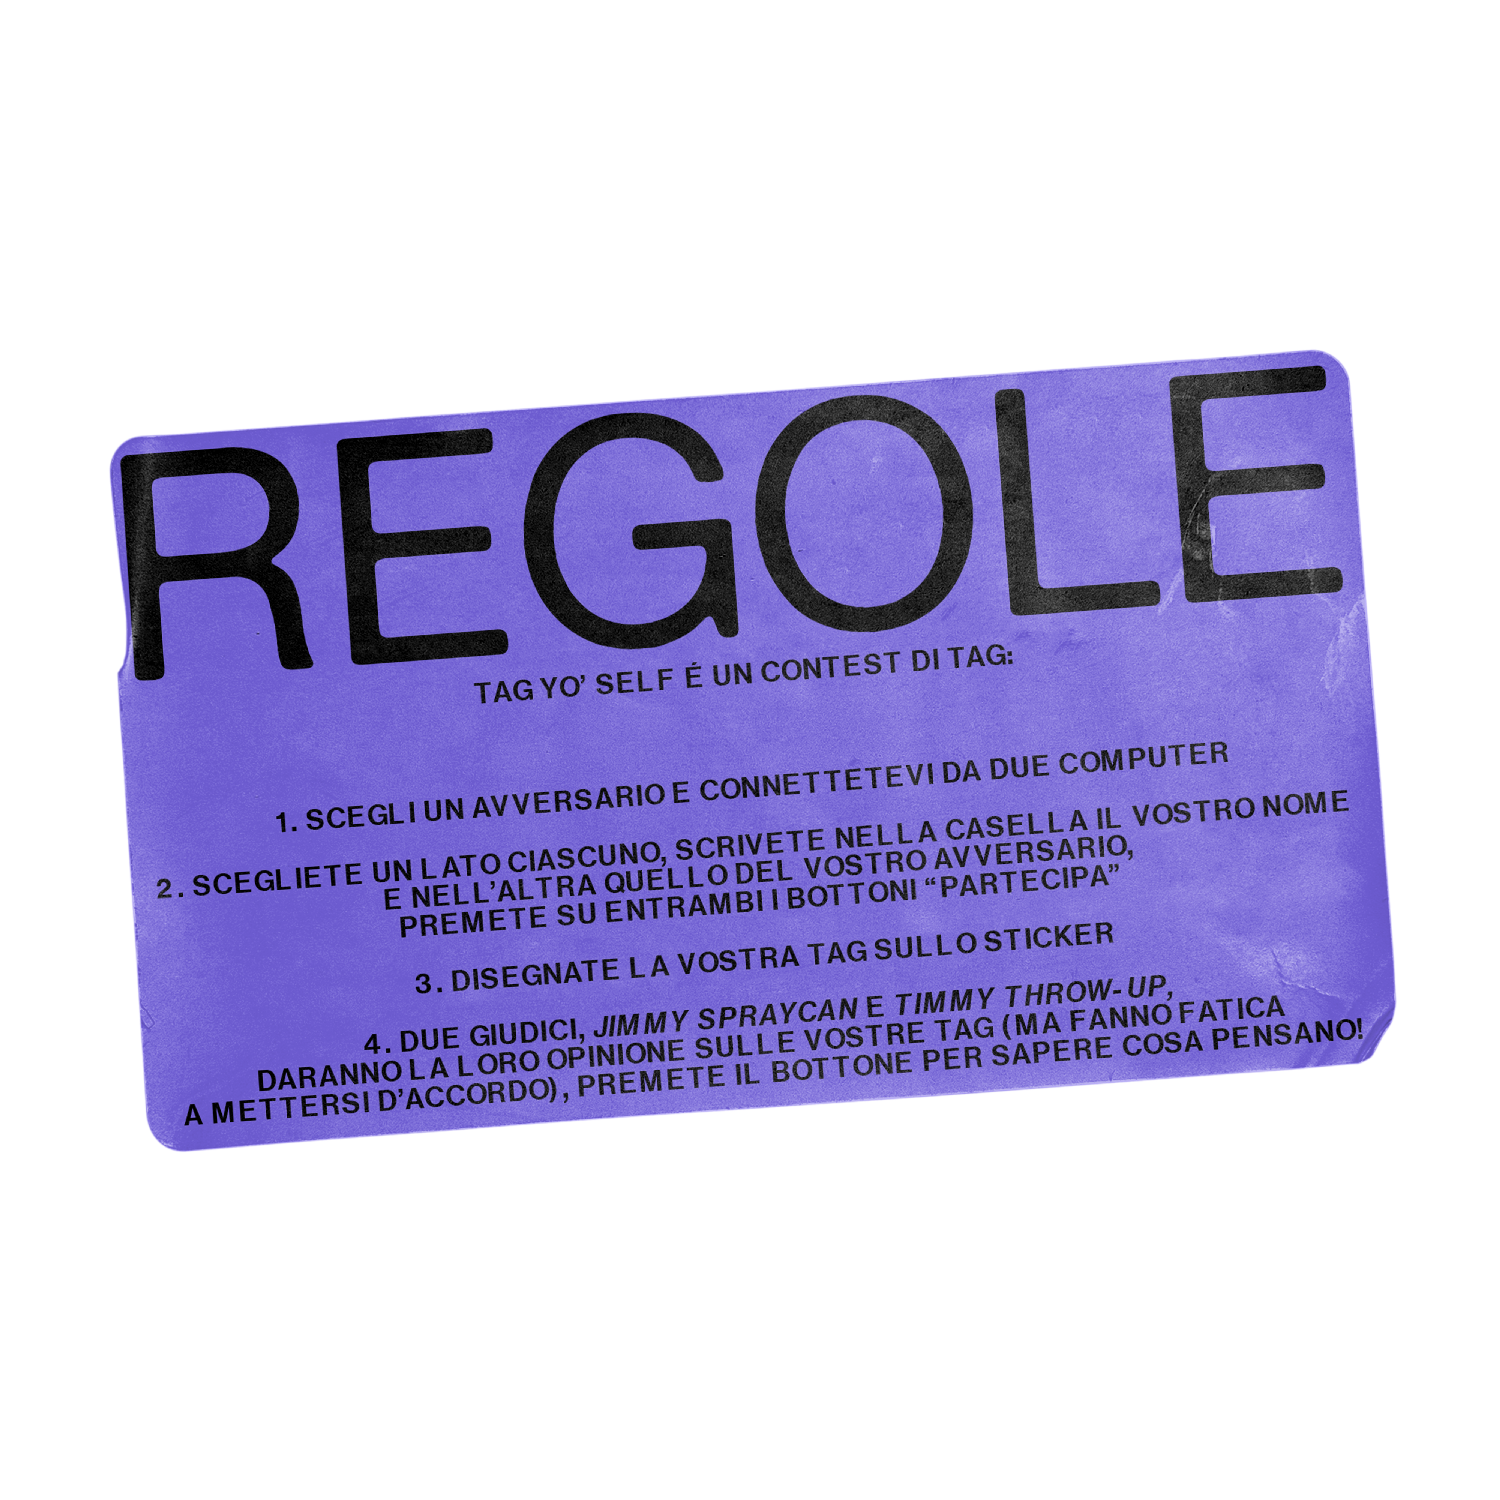 REGOLE
TAG YO’ SELF É UN CONTEST DI TAG:
1. SCEGLI UN AVVERSARIO E CONNETTETEVI DA DUE COMPUTER
2. SCEGLIETE UN LATO CIASCUNO, SCRIVETE NELLA CASELLA IL VOSTRO NOME
E NELL’ALTRA QUELLO DEL VOSTRO AVVERSARIO,
PREMETE SU ENTRAMBI I BOTTONI “PARTECIPA”
3. DISEGNATE LA VOSTRA TAG SULLO STICKER
4. DUE GIUDICI, JIMMY SPRAYCAN E TIMMY THROW-UP,
DARANNO LA LORO OPINIONE SULLE VOSTRE TAG (MA FANNO FATICA
A METTERSI D’ACCORDO), PREMETE IL BOTTONE PER SAPERE COSA PENSANO!